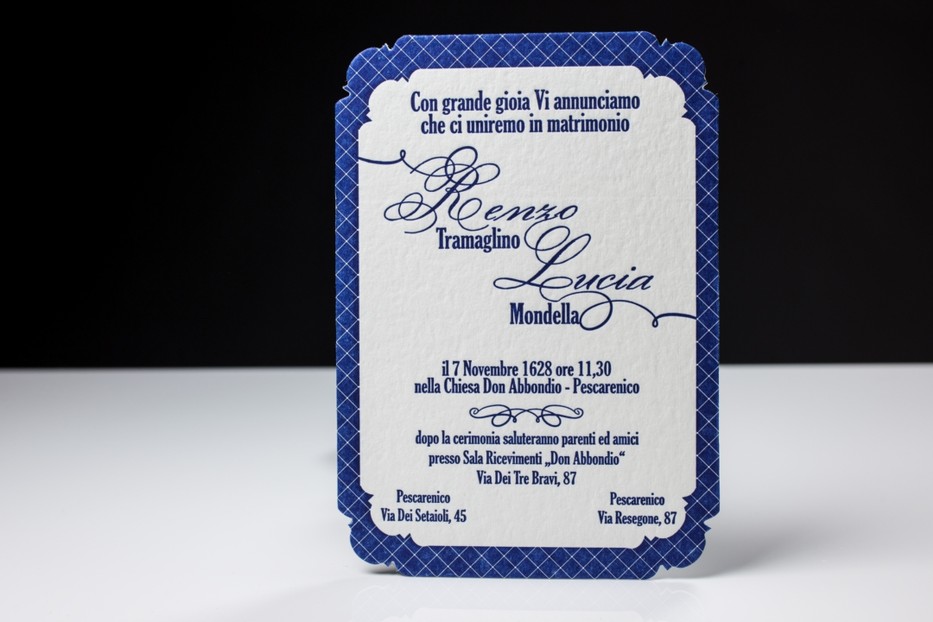 Con grande gioia Vi annunciamo
che ci uniremo in matrimonio
Renzo
Tramaglino
Lucia
Mondella
il 7 Novembre 1628 ore 11,30
nella Chiesa Don Abbondio - Pescarenico
dopo la cerimonia saluteranno parenti ed amici
presso Sala Ricevimenti „Don Abbondio“
Via Dei Tre Bravi, 87
Pescarenico
Via Dei Setaioli, 45
Pescarenico
Via Resegone, 87